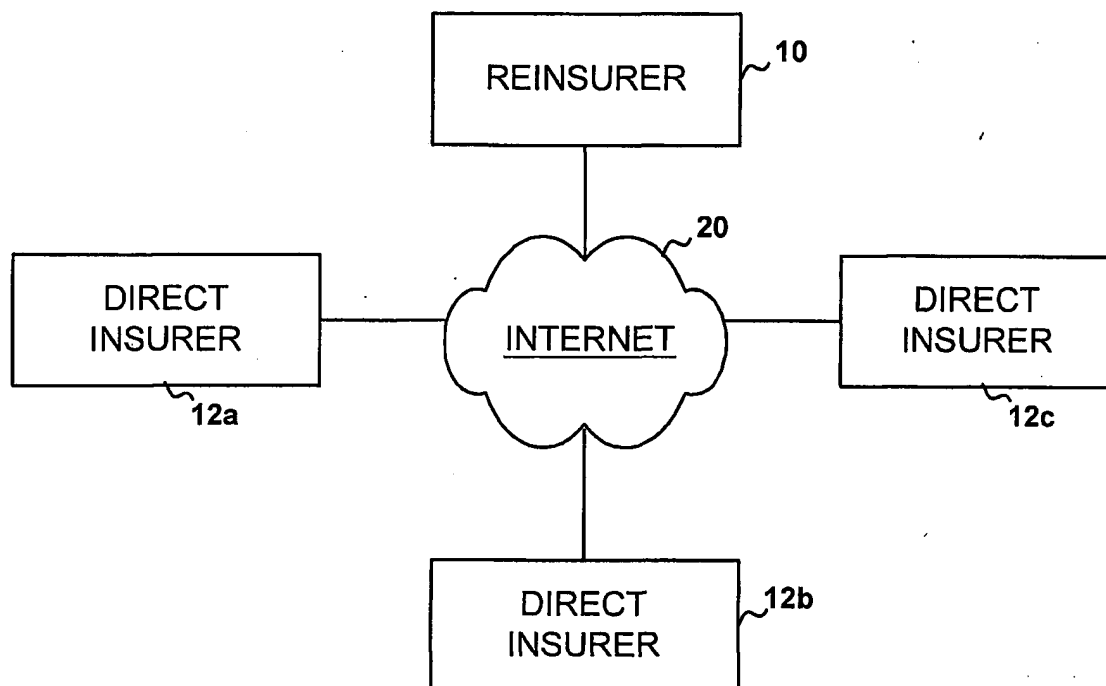 10
REINSURER
20
DIRECT
INSURER
12a
INTERNET
DIRECT
INSURER
12c
DIRECT
INSURER
12b